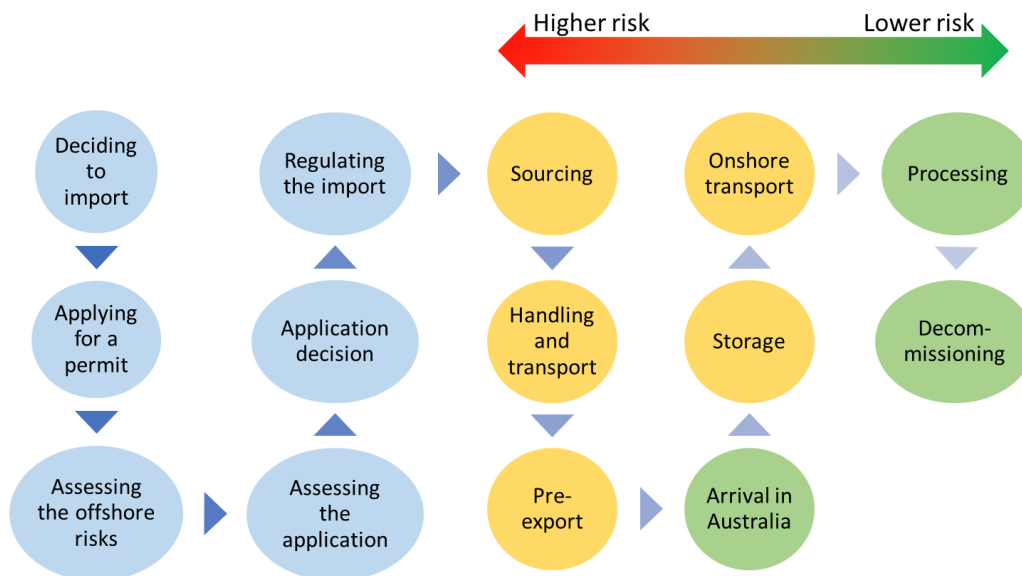 Higher risk
Lower risk
Deciding
to
import
Applying
for a
permit
Assessing
the offshore
risks
Assessing
the
application
Application
decision
Regulating
the import
Sourcing
Handling
and
transport
Pre-
export
Arrival in
Australia
Storage
Onshore
transport
Processing
Decom-
missioning